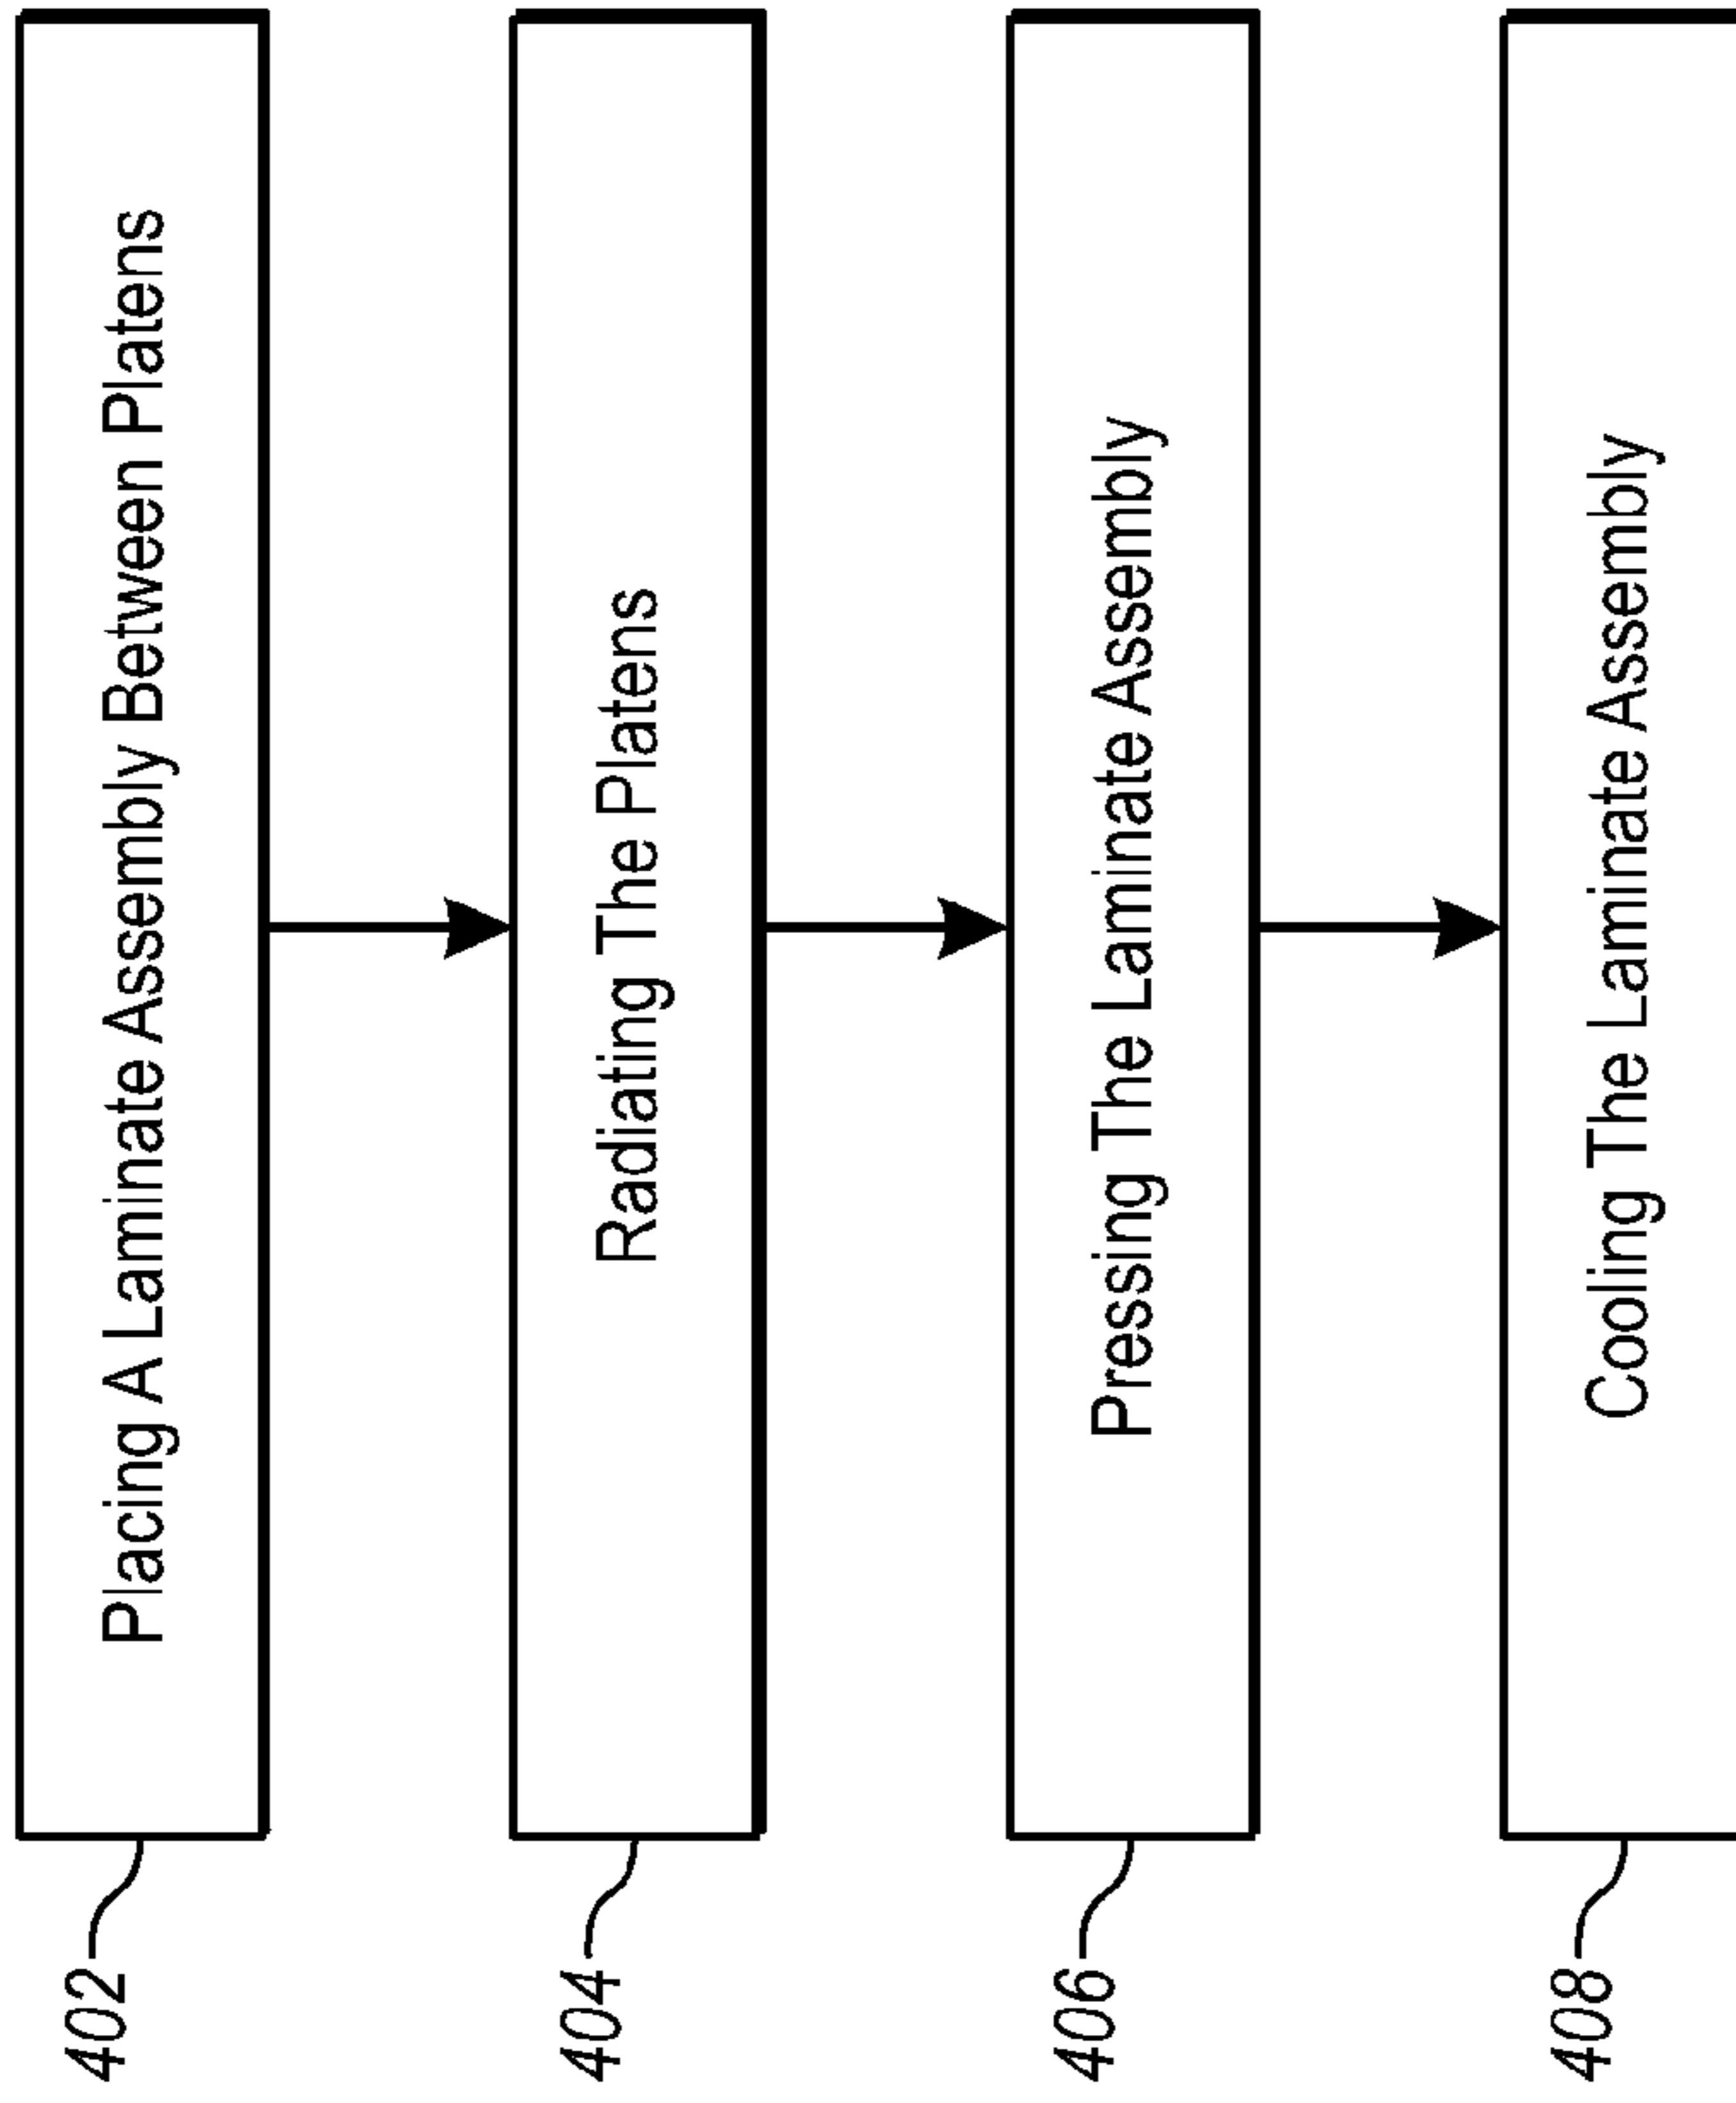 402
Placing A Laminate Assembly Between Platens
404
Radiating The Platens
406
Pressing The Laminate Assembly
408
Cooling The Laminate Assembly